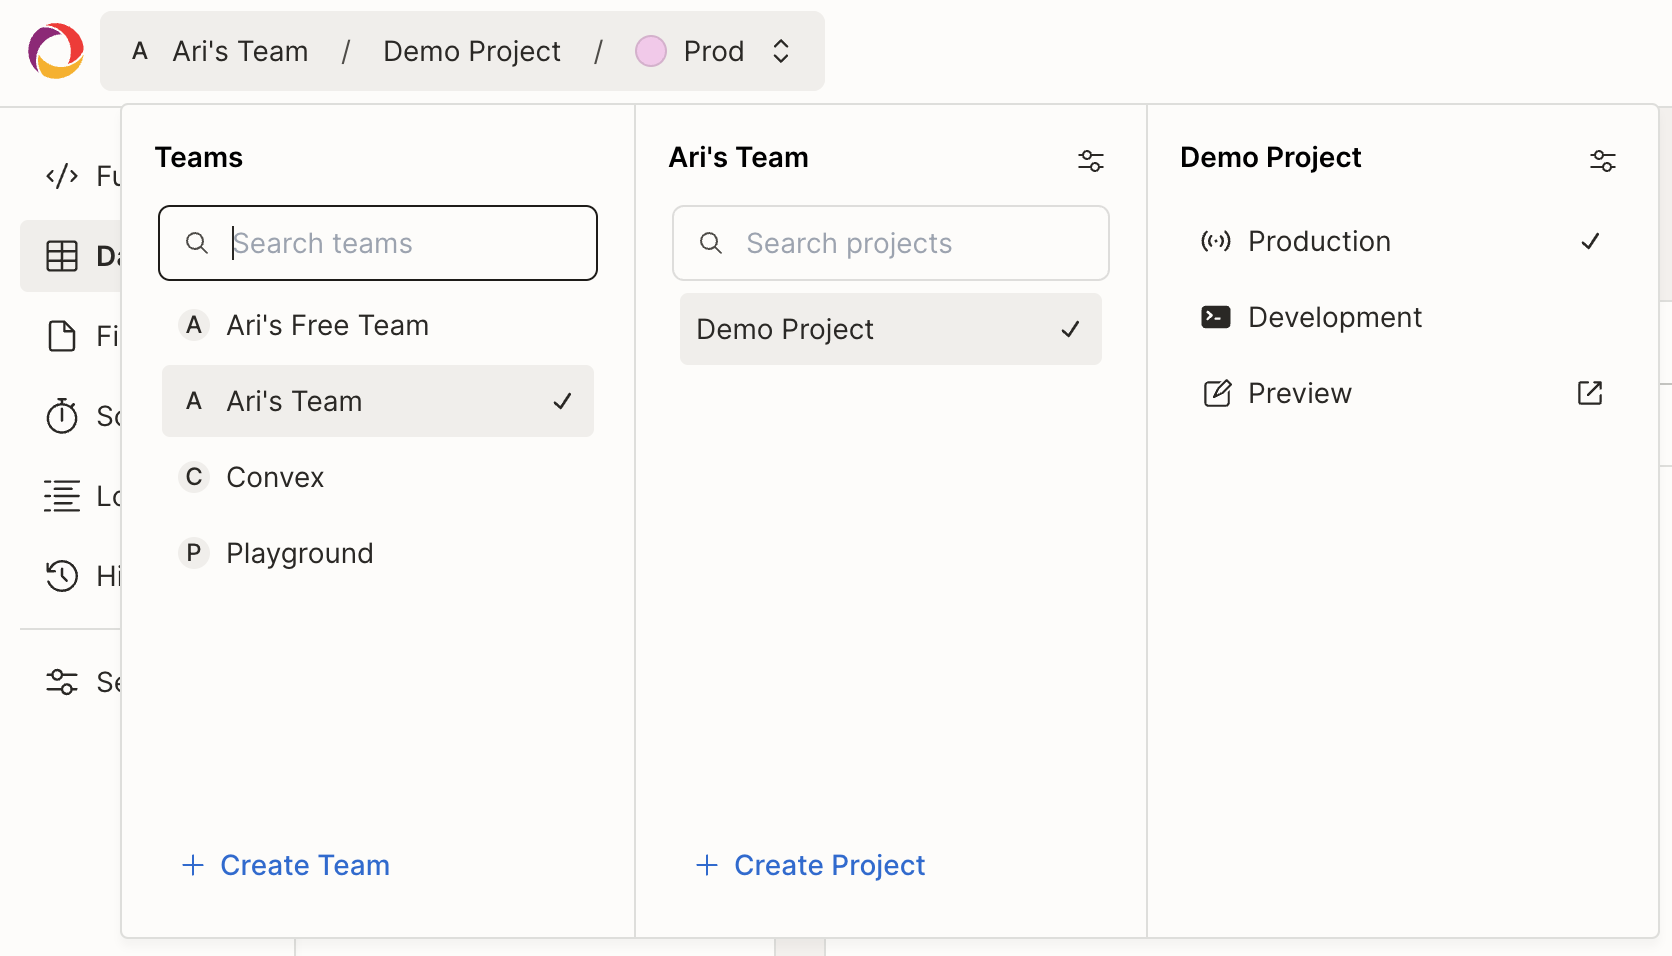 A Ari's Team / Demo Project / Prod
Teams
Search teams
A Ari's Free Team
A Ari's Team
C Convex
P Playground
+ Create Team
Ari's Team
Search projects
Demo Project
+ Create Project
Demo Project
Production
Development
Preview
Fu
Da
Fi
Sc
Lo
Hi
Se